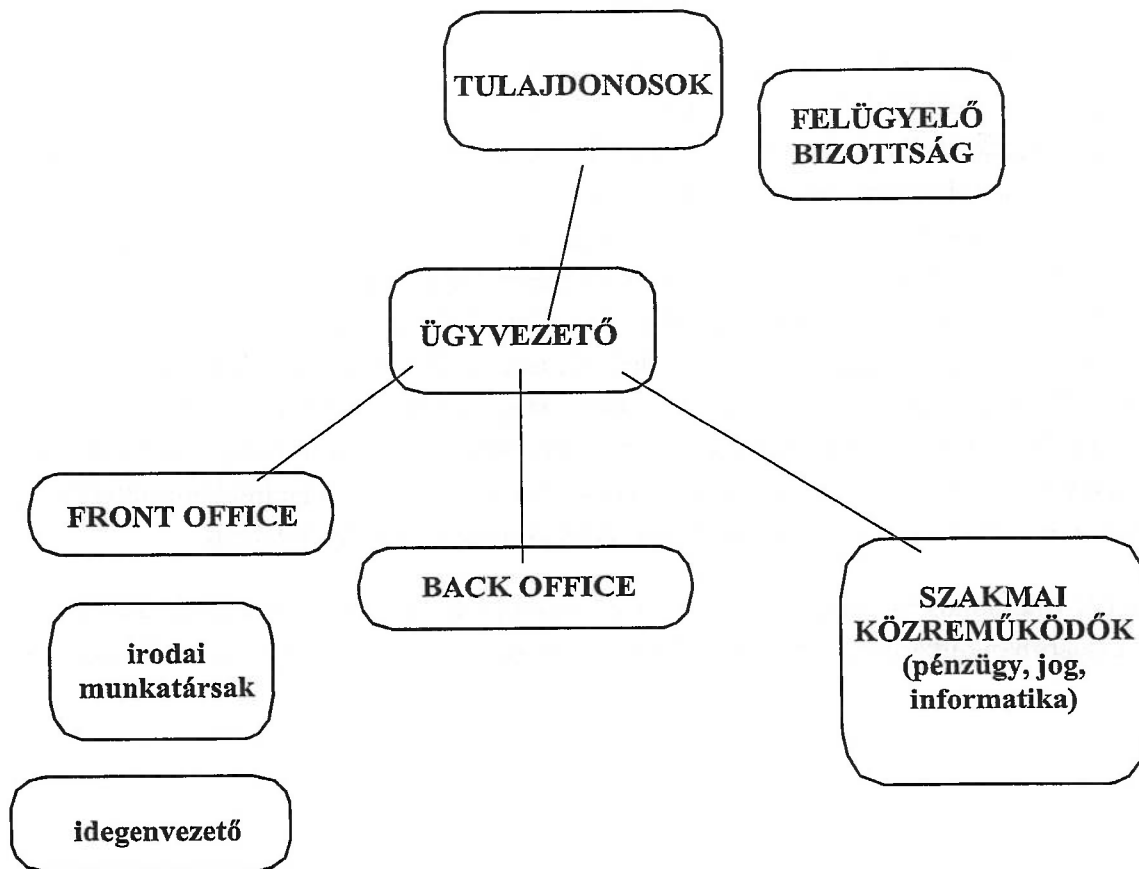 TULAJDONOSOK
FELÜGYELŐ
BIZOTTSÁG
ÜGYVEZETŐ
FRONT OFFICE
BACK OFFICE
SZAKMAI
KÖZREMŰKÖDŐK
(pénzügy, jog,
informatika)
irodai
munkatársak
idegenvezető